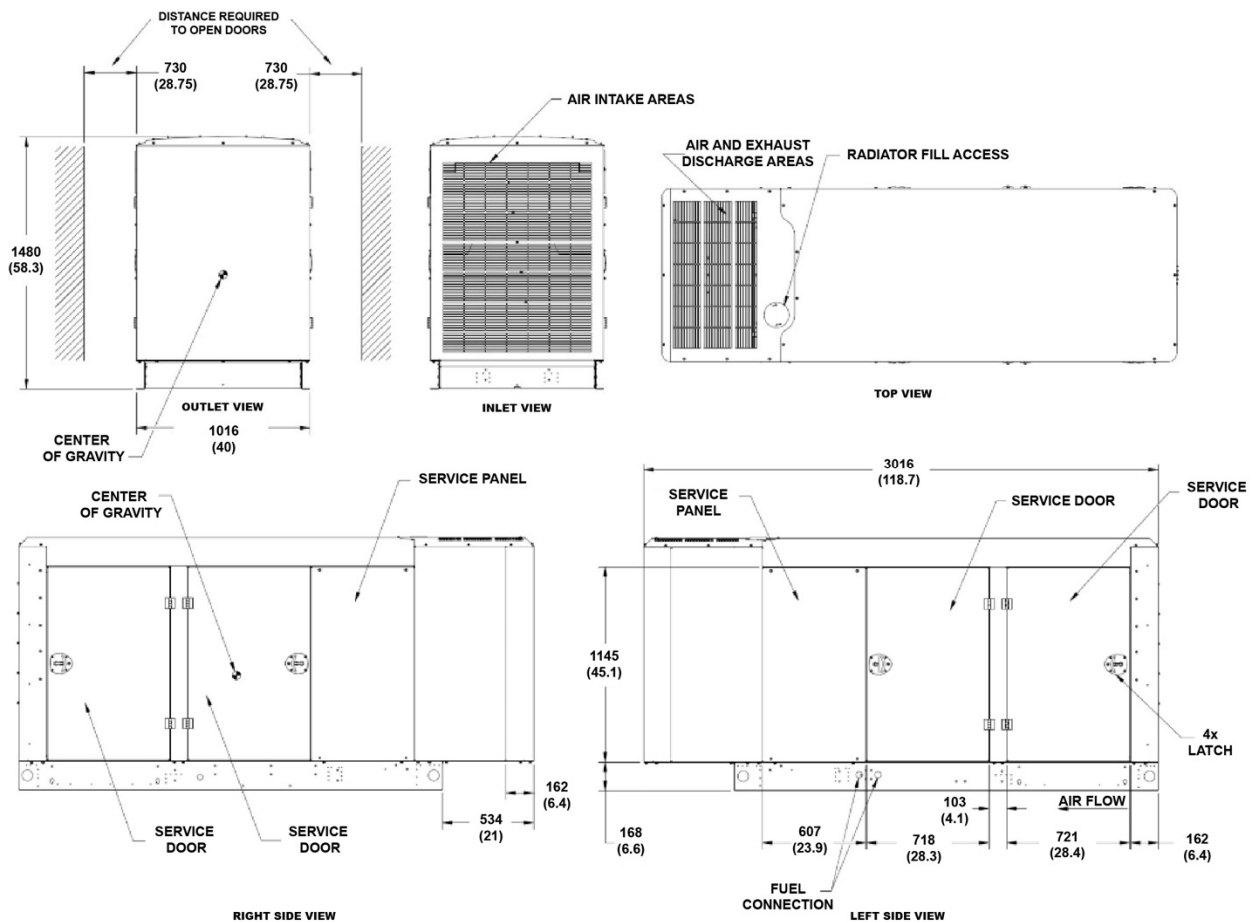 DISTANCE REQUIRED
TO OPEN DOORS
730
(28.75)
730
(28.75)
1480
(58.3)
OUTLET VIEW
1016
(40)
CENTER
OF GRAVITY
AIR INTAKE AREAS
INLET VIEW
AIR AND EXHAUST
DISCHARGE AREAS
RADIATOR FILL ACCESS
TOP VIEW
CENTER
OF GRAVITY
SERVICE PANEL
SERVICE
DOOR
SERVICE
DOOR
162
(6.4)
534
(21)
RIGHT SIDE VIEW
3016
(118.7)
SERVICE
PANEL
SERVICE DOOR
SERVICE
DOOR
1145
(45.1)
4x
LATCH
168
(6.6)
607
(23.9)
718
(28.3)
103
(4.1)
AIR FLOW
721
(28.4)
162
(6.4)
FUEL
CONNECTION
LEFT SIDE VIEW